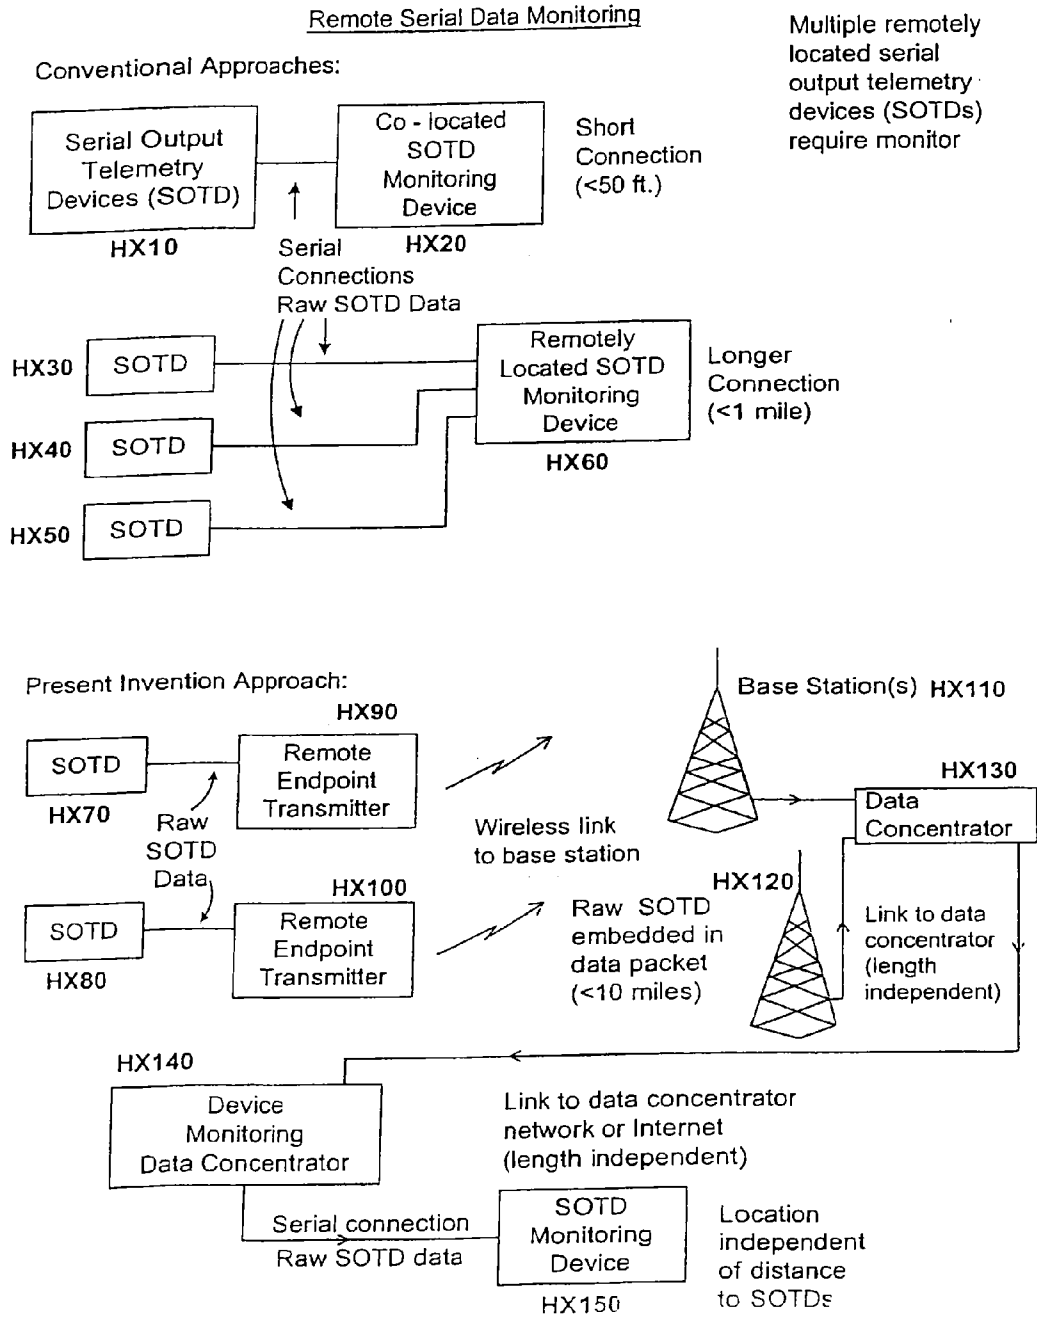 Remote Serial Data Monitoring
Multiple remotely
located serial
output telemetry
devices (SOTDs)
require monitor
Conventional Approaches:
Serial Output
Telemetry
Devices (SOTD)
HX10
Co - located
SOTD
Monitoring
Device
HX20
Short
Connection
(<50 ft.)
Serial
Connections
Raw SOTD Data
HX30
SOTD
HX40
SOTD
HX50
SOTD
Remotely
Located SOTD
Monitoring
Device
HX60
Longer
Connection
(<1 mile)
Present Invention Approach:
SOTD
HX70
Raw
SOTD
Data
HX90
Remote
Endpoint
Transmitter
SOTD
HX80
HX100
Remote
Endpoint
Transmitter
Wireless link
to base station
Raw SOTD
embedded in
data packet
(<10 miles)
Base Station(s) HX110
HX120
HX130
Data
Concentrator
Link to data
concentrator
(length
independent)
HX140
Device
Monitoring
Data Concentrator
Link to data concentrator
network or Internet
(length independent)
Serial connection
Raw SOTD data
SOTD
Monitoring
Device
HX150
Location
independent
of distance
to SOTDs